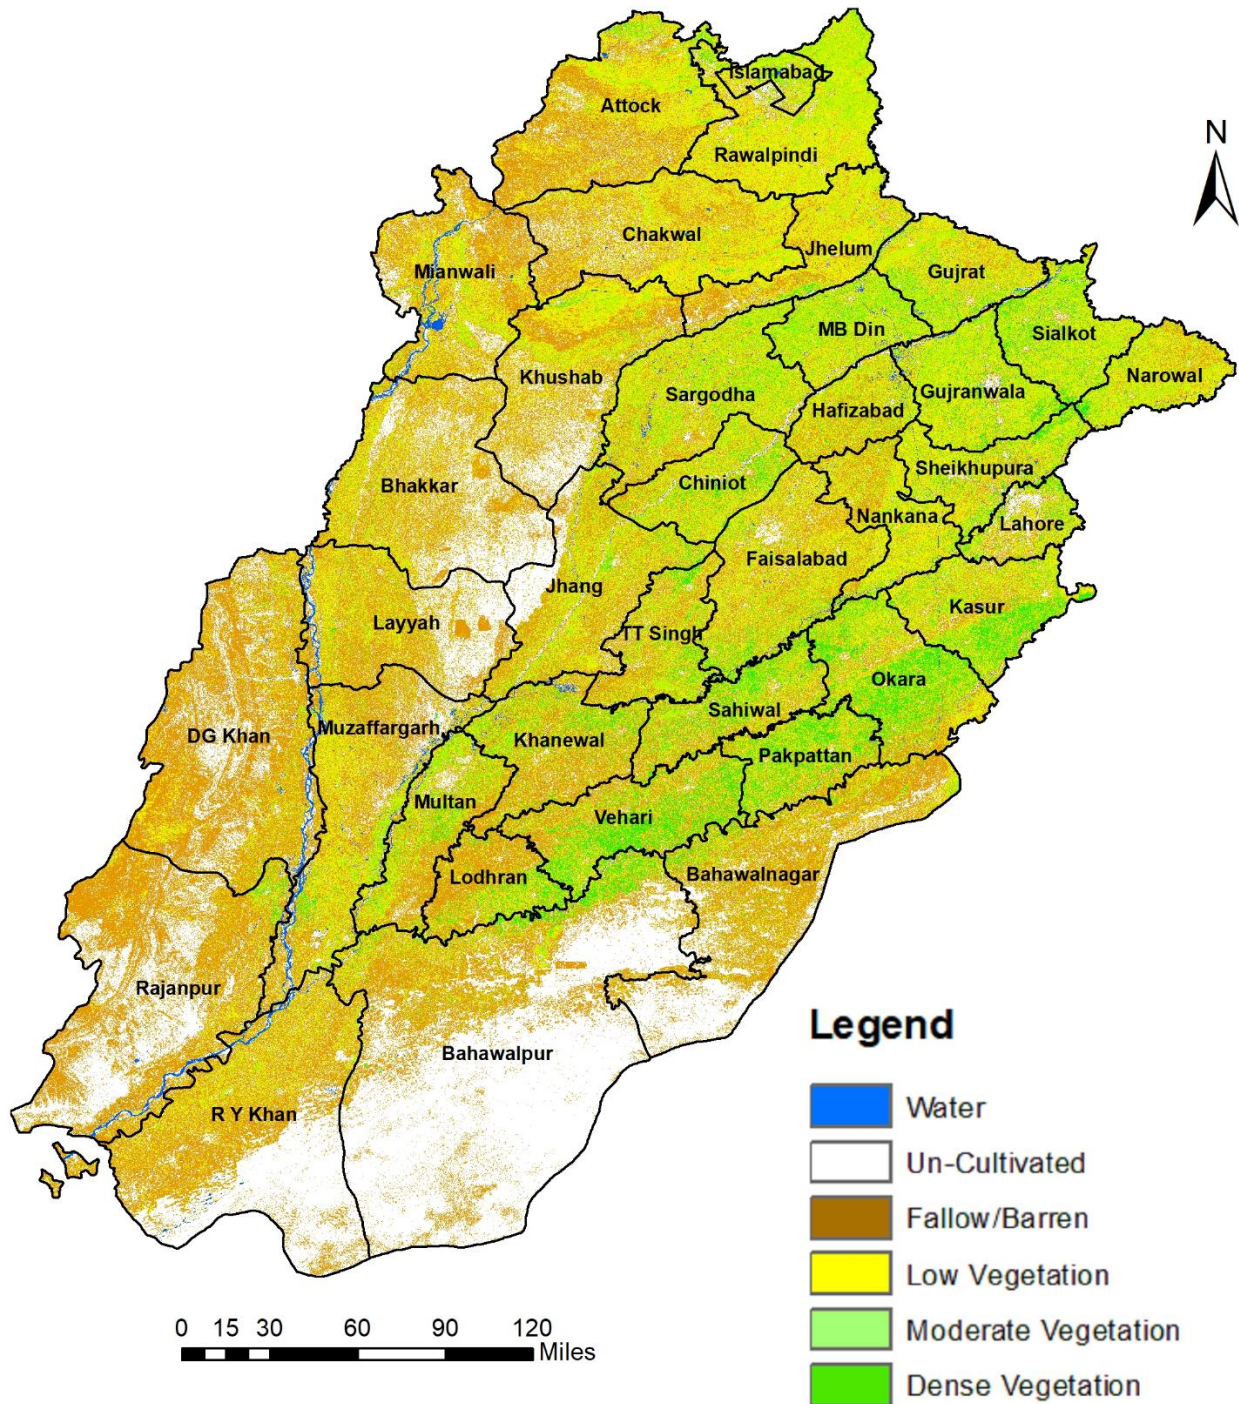 Islamabad
Attock
N
Rawalpindi
Chakwal
Jhelum
Gujrat
Mianwali
MB Din
Sialkot
Khushab
Narowal
Sargodha
Gujranwala
Hafizabad
Sheikhupura
Bhakkar
Chiniot
Nankana
Lahore
Faisalabad
Jhang
Kasur
Layyah
TT Singh
Okara
Sahiwal
Muzaffargarh
DG Khan
Khanewal
Pakpattan
Multan
Vehari
Bahawalnagar
Lodhran
Rajanpur
Bahawalpur
R Y Khan
Legend
Water
Un-Cultivated
Fallow/Barren
Low Vegetation
Moderate Vegetation
Dense Vegetation
0 15 30 60 90 120
Miles